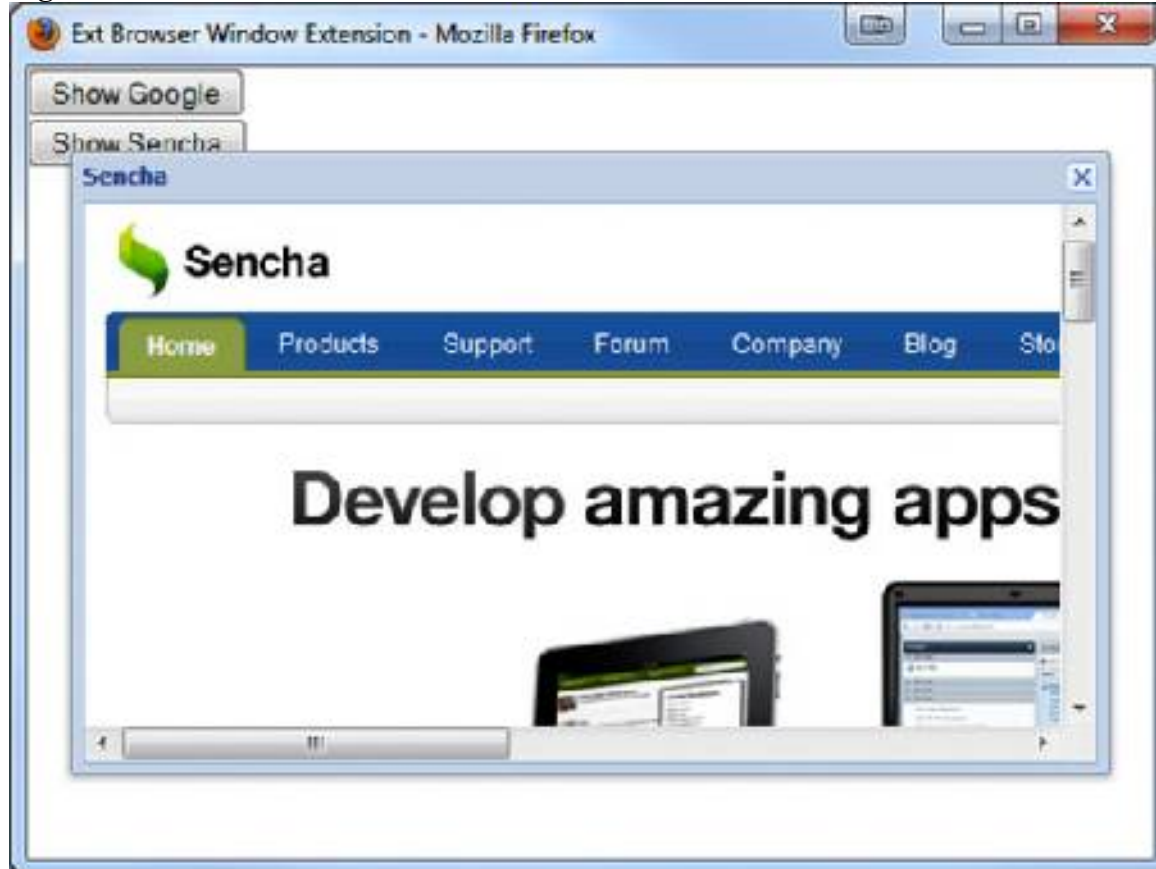 Ext Browser Window Extension - Mozilla Firefox
Show Google
Show Sencha
Sencha
Sencha
Home Products Support Forum Company Blog Sto
Develop amazing apps